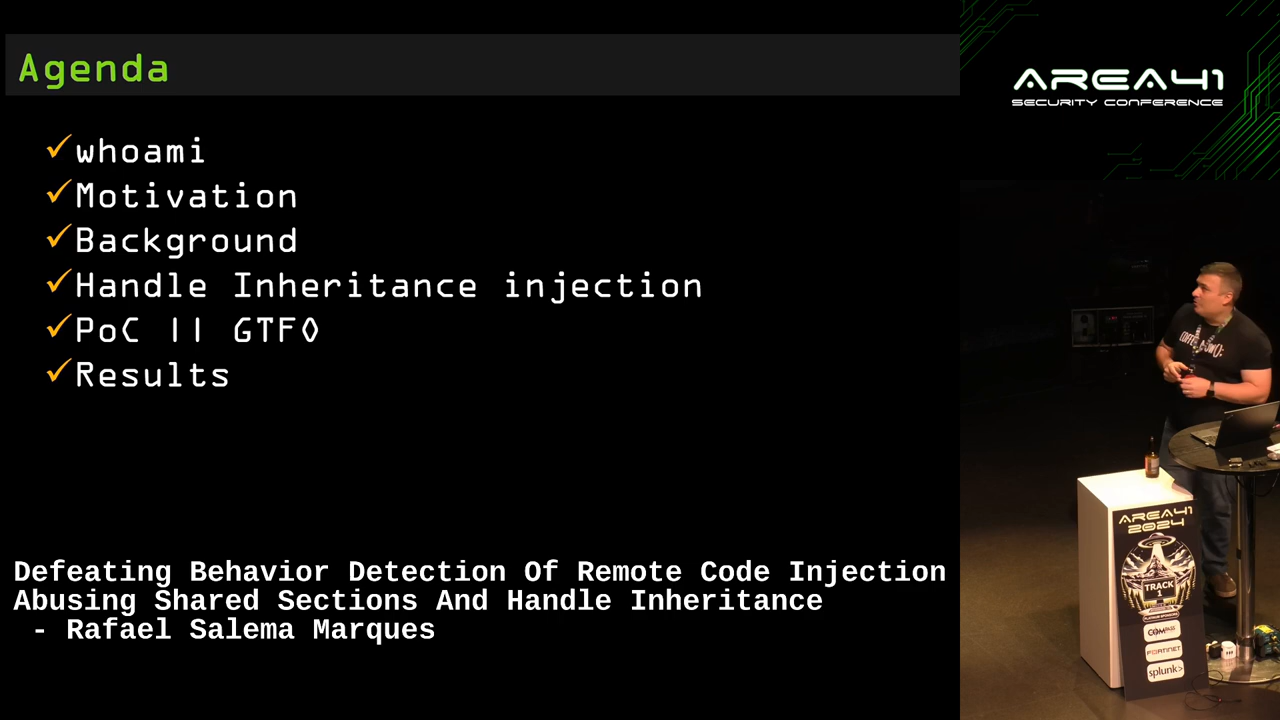 Agenda
✓whoami
✓Motivation
✓Background
✓Handle Inheritance injection
✓PoC || GTFO
✓Results
Defeating Behavior Detection Of Remote Code Injection
Abusing Shared Sections And Handle Inheritance
- Rafael Salema Marques
AREA41
SECURITY CONFERENCE
AREA41
2024
TRACK
1
COMPASS
FORTINET
splunk>